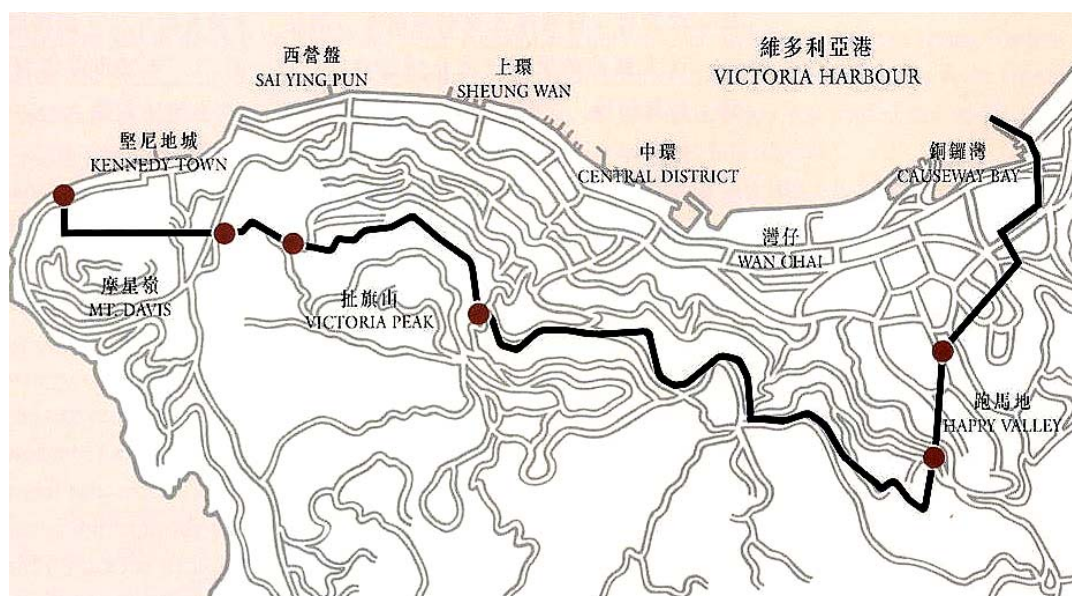 維多利亞港
VICTORIA HARBOUR
西營盤
SAI YING PUN
上環
SHEUNG WAN
堅尼地城
KENNEDY TOWN
中環
CENTRAL DISTRICT
銅鑼灣
CAUSEWAY BAY
灣仔
WAN CHAI
摩星嶺
MT. DAVIS
扯旗山
VICTORIA PEAK
跑馬地
HAPPY VALLEY